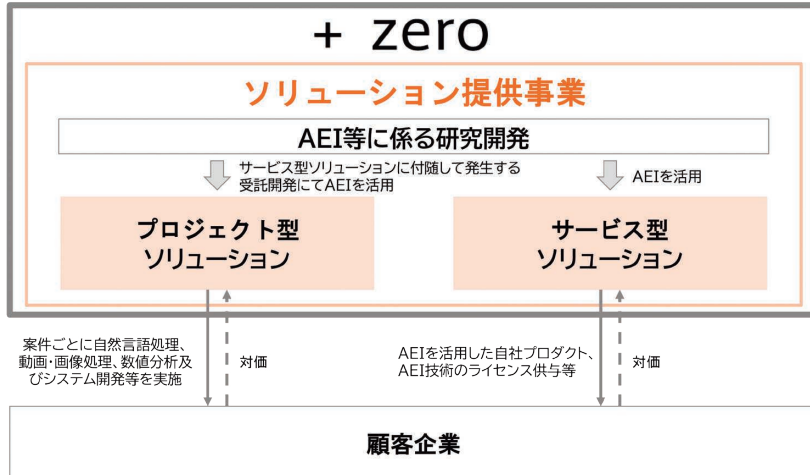 + zero
ソリューション提供事業
AEI等に係る研究開発
サービス型ソリューションに付随して発生する
受託開発にてAEIを活用
AEIを活用
プロジェクト型
ソリューション
サービス型
ソリューション
案件ごとに自然言語処理、
動画・画像処理、数値分析及
びシステム開発等を実施
対価
AEIを活用した自社プロダクト、
AEI技術のライセンス供与等
対価
顧客企業